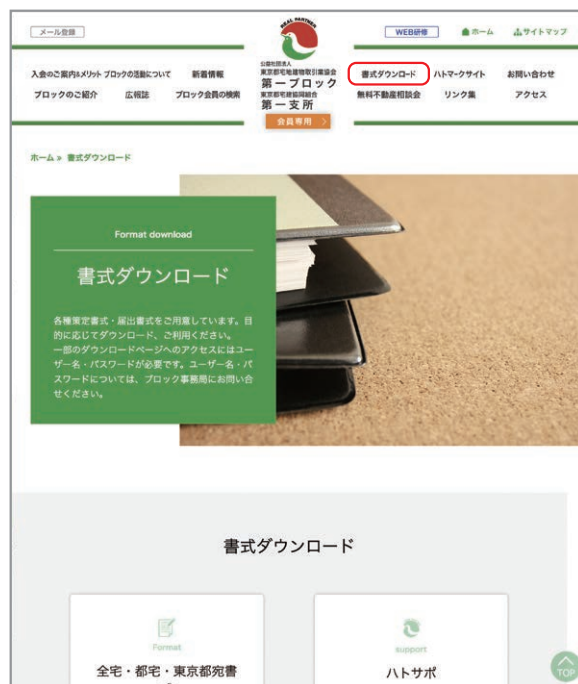 メール登録
REAL PARTNER
WEB研修
ホーム
サイトマップ
公益社団法人
東京都宅地建物取引業協会
第一ブロック
東京都宅建協同組合
第一支所
会員専用 >
入会のご案内&メリット
ブロックの活動について
新着情報
書式ダウンロード
ハトマークサイト
お問い合わせ
ブロックのご紹介
広報誌
ブロック会員の検索
無料不動産相談会
リンク集
アクセス
ホーム » 書式ダウンロード
Format download
書式ダウンロード
各種策定書式・届出書式をご用意しています。目
的に応じてダウンロード、ご利用ください。
一部のダウンロードページへのアクセスにはユー
ザー名・パスワードが必要です。ユーザー名・パ
スワードについては、ブロック事務局にお問い合
せください。
書式ダウンロード
Format
全宅・都宅・東京都宛書
support
ハトサポ
TOP